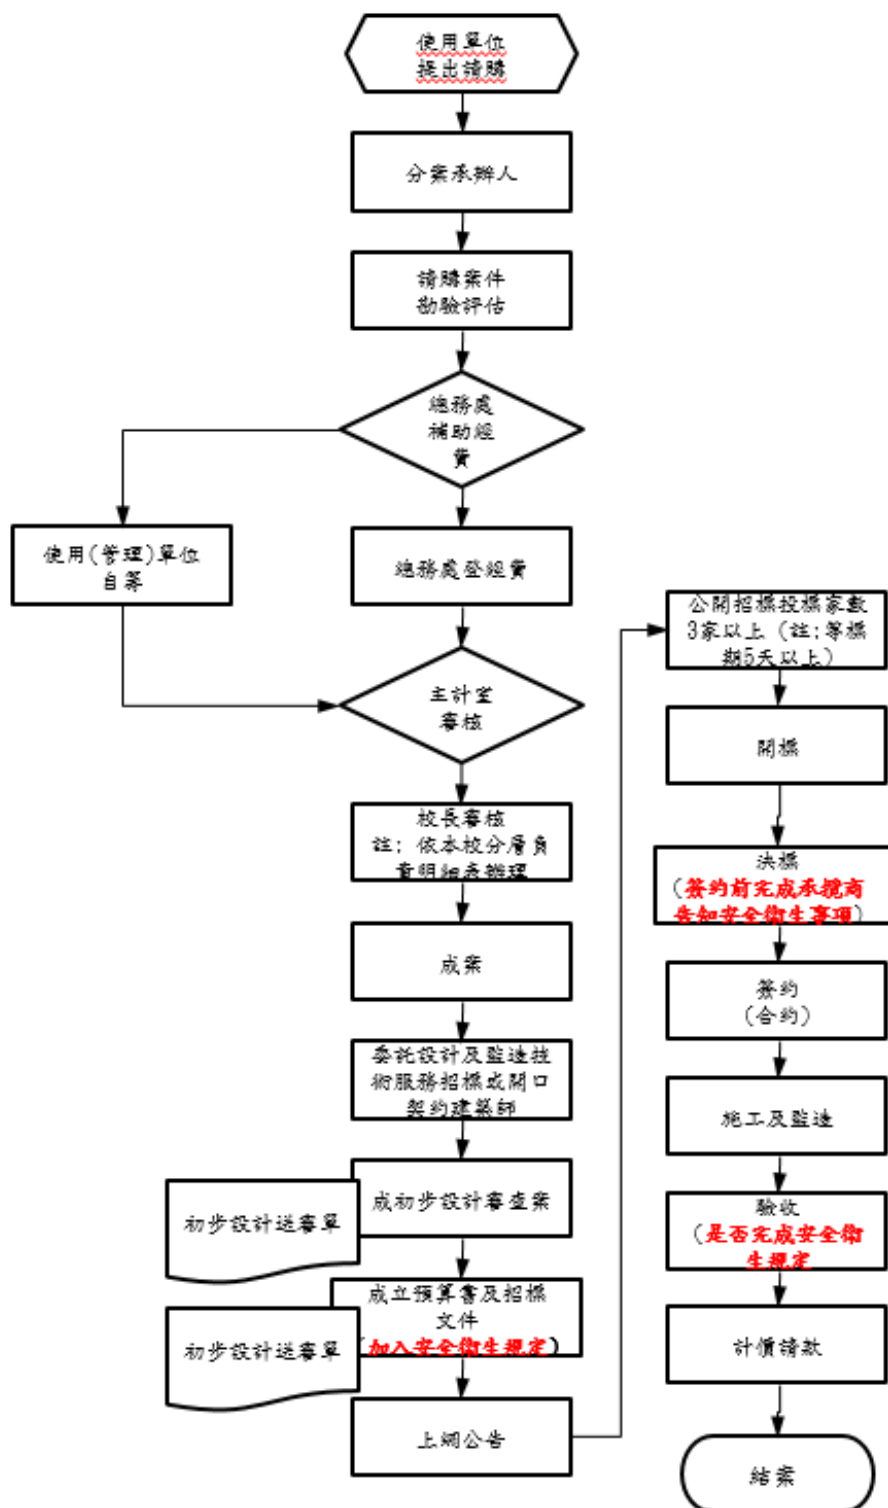 使用單位
提出請購
分案承辦人
請購案件
勘驗評估
總務處
補助經
費
使用(管理)單位
自籌
總務處登經費
主計室
審核
校長審核
註: 依本校分層負
責明細表辦理
成案
委託設計及監造技
術服務招標或開口
契約建築師
成初步設計審查案
初步設計送審單
成立預算書及招標
文件
(加入安全衛生規定)
初步設計送審單
上網公告
公開招標投標家數
3家以上 (註:等標
期5天以上)
開標
決標
(簽約前完成承攬商
告知安全衛生事項)
簽約
(合約)
施工及監造
驗收
(是否完成安全衛
生規定
計價請款
結案